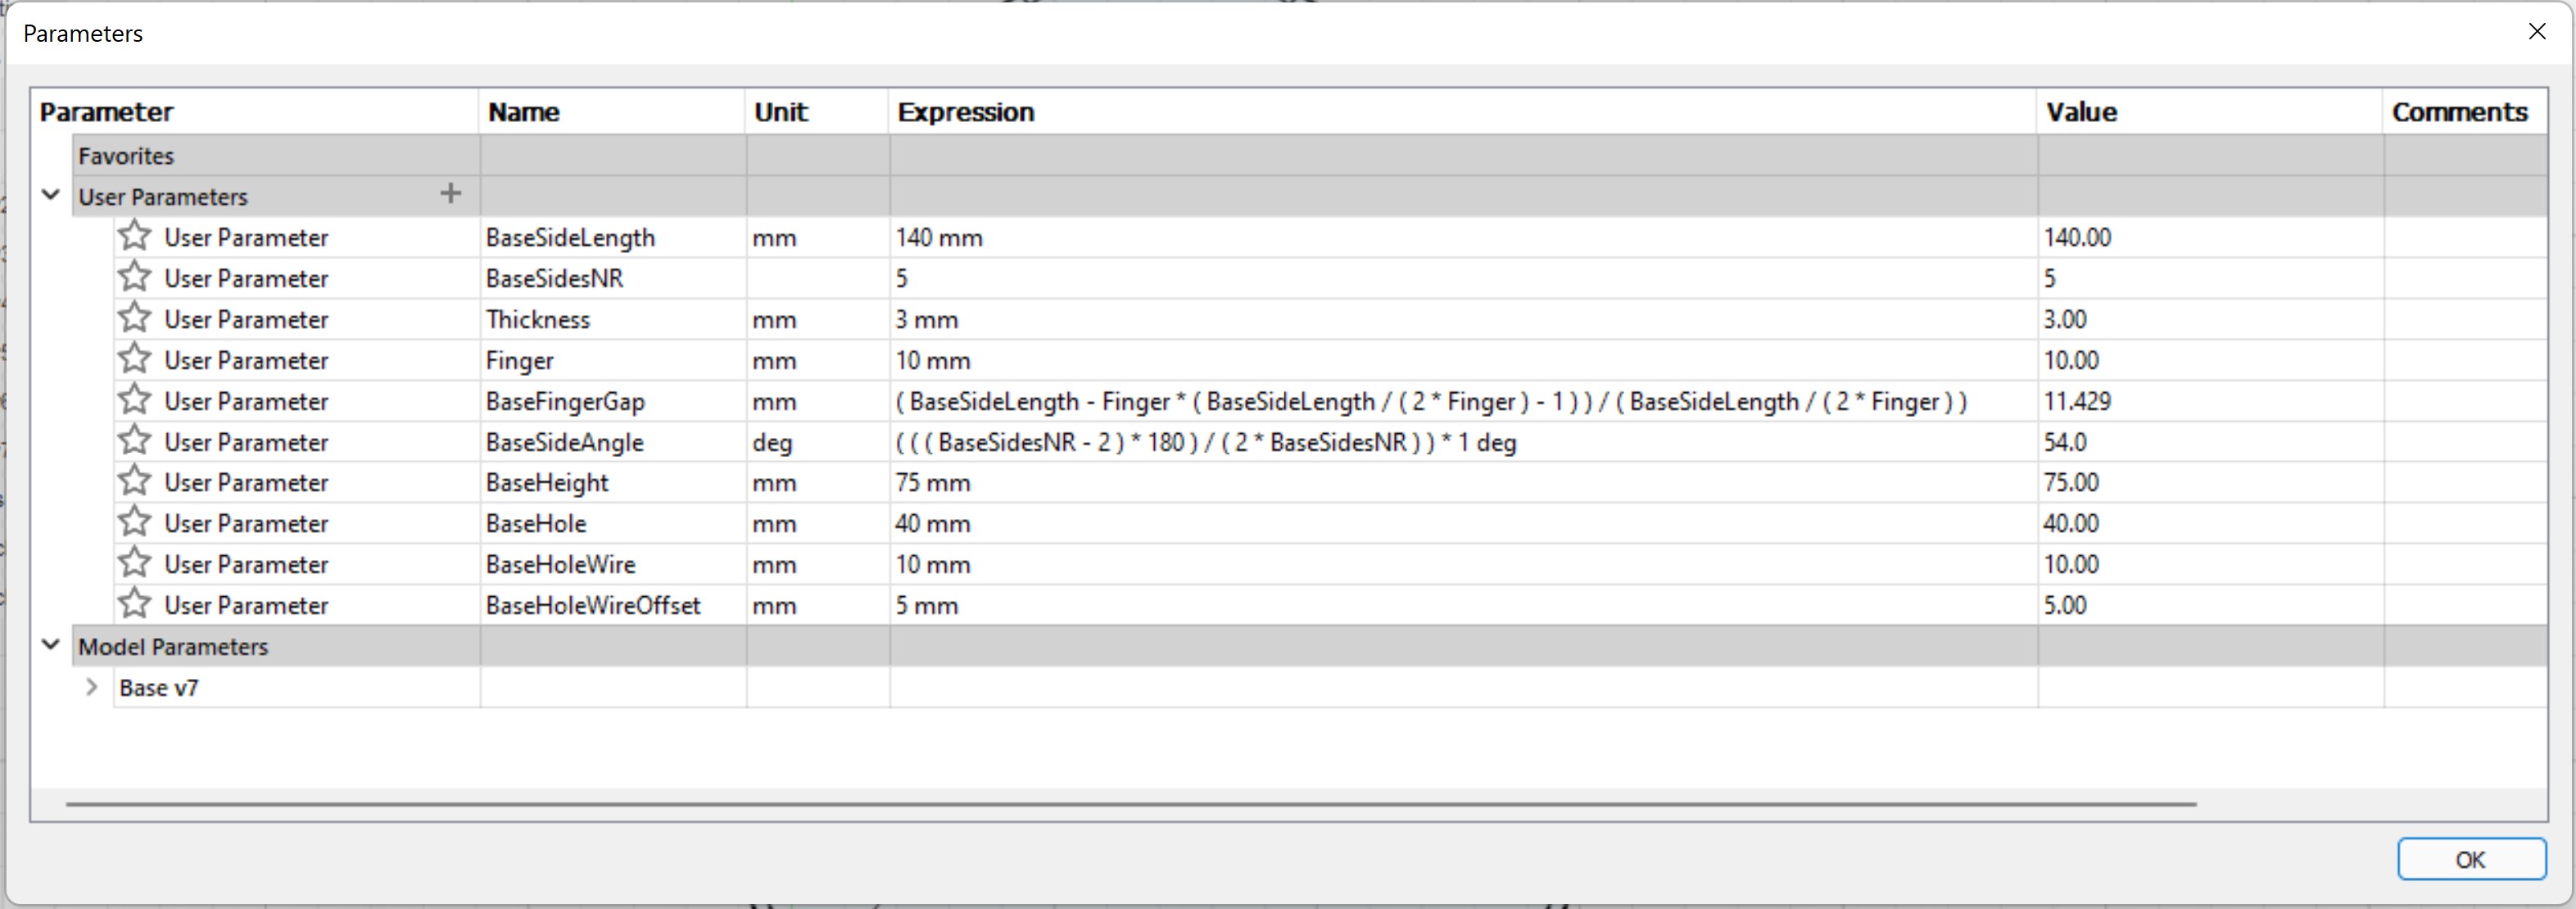 Parameters
Parameter Name Unit Expression Value Comments
Favorites
User Parameters +
User Parameter BaseSideLength mm 140 mm 140.00
User Parameter BaseSidesNR 5 5
User Parameter Thickness mm 3 mm 3.00
User Parameter Finger mm 10 mm 10.00
User Parameter BaseFingerGap mm ( BaseSideLength - Finger * ( BaseSideLength / ( 2 * Finger ) - 1 ) ) / ( BaseSideLength / ( 2 * Finger ) ) 11.429
User Parameter BaseSideAngle deg ( ( ( BaseSidesNR - 2 ) * 180 ) / ( 2 * BaseSidesNR ) ) * 1 deg 54.0
User Parameter BaseHeight mm 75 mm 75.00
User Parameter BaseHole mm 40 mm 40.00
User Parameter BaseHoleWire mm 10 mm 10.00
User Parameter BaseHoleWireOffset mm 5 mm 5.00
Model Parameters
Base v7
OK